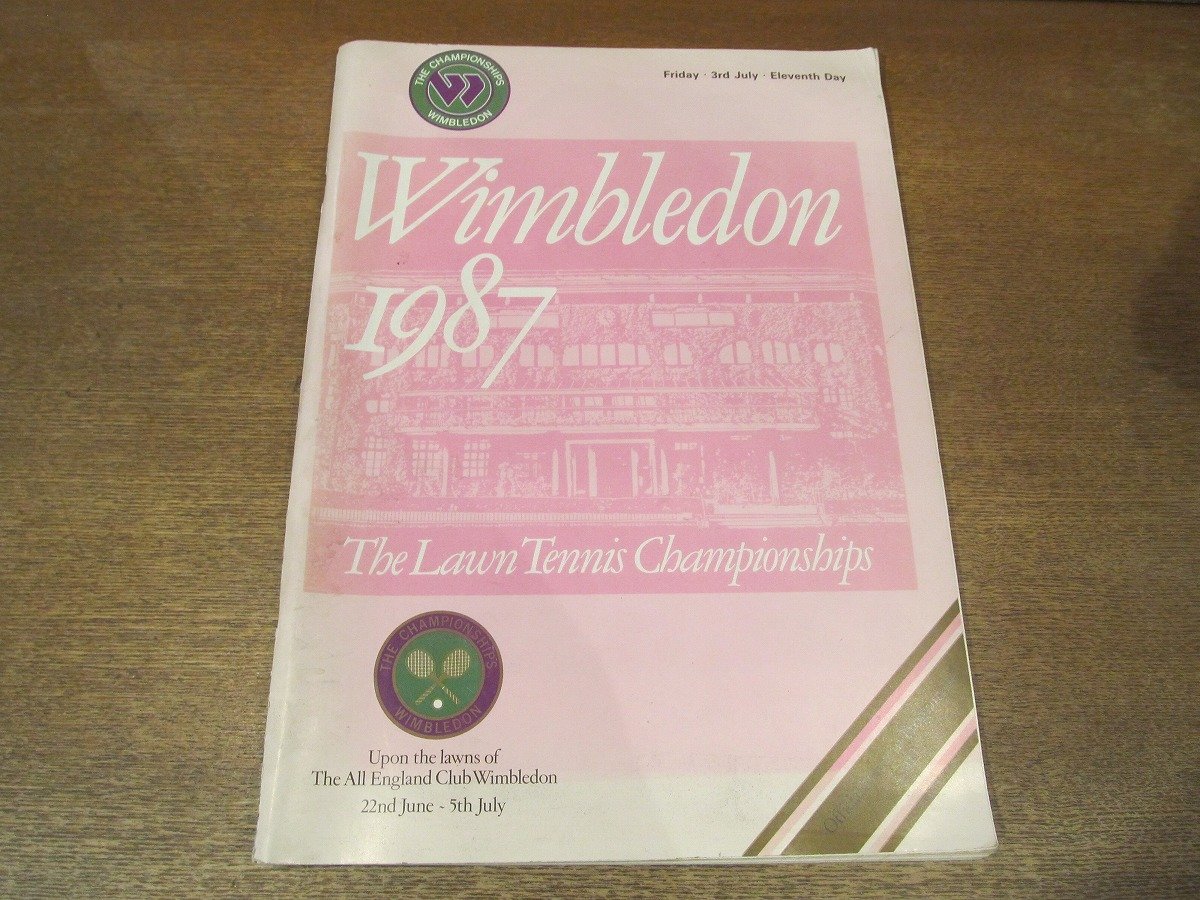 THE CHAMPIONSHIPS
WIMBLEDON
Friday · 3rd July · Eleventh Day
Wimbledon
1987
The Lawn Tennis Championships
THE CHAMPIONSHIPS
WIMBLEDON
Upon the lawns of
The All England Club Wimbledon
22nd June ~ 5th July